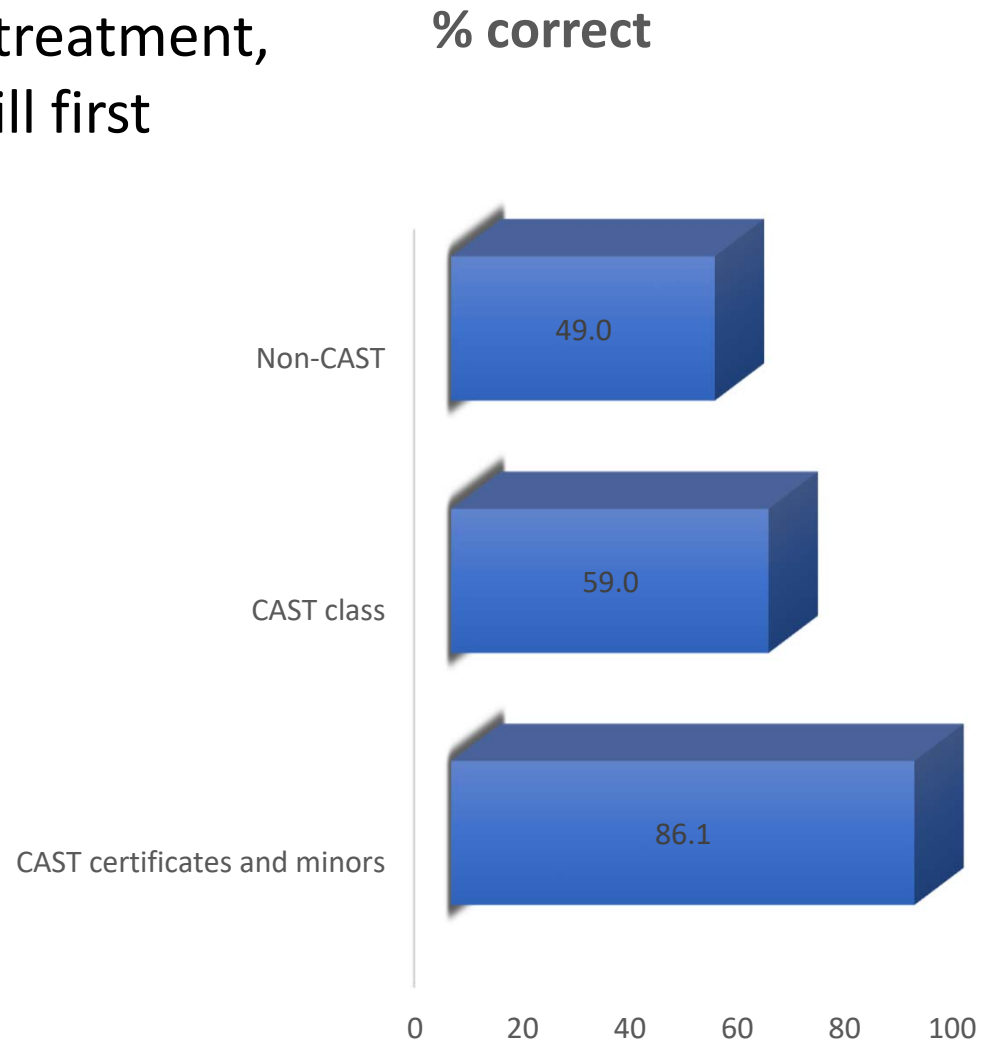 treatment,
ill first
% correct
Non-CAST
49.0
CAST class
59.0
CAST certificates and minors
86.1
0 20 40 60 80 100